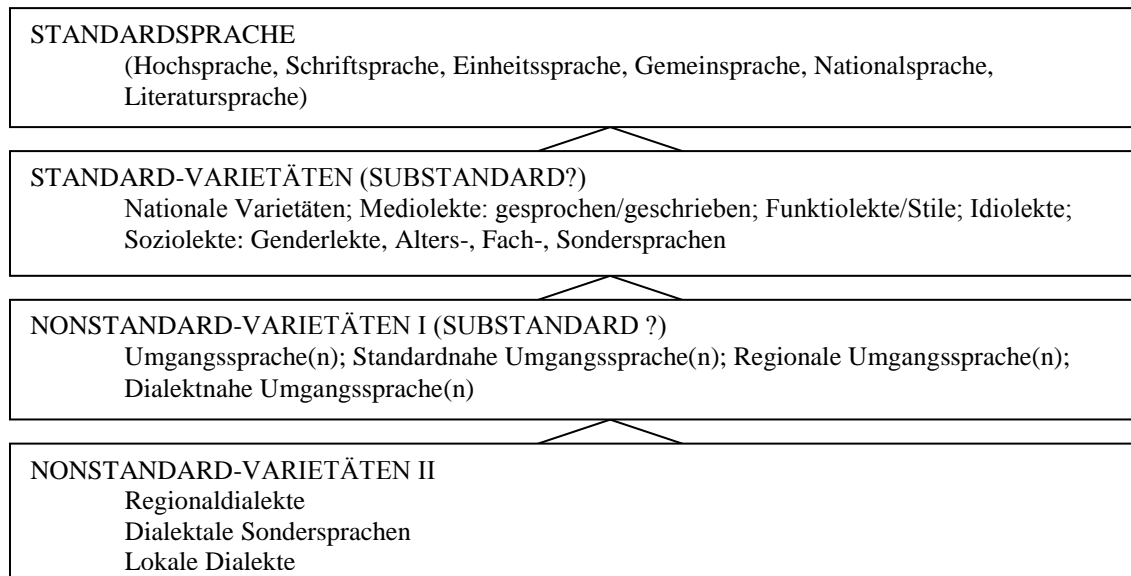 STANDARDSPRACHE
(Hochsprache, Schriftsprache, Einheitssprache, Gemeinsprache, Nationalsprache,
Literatursprache)
STANDARD-VARIETÄTEN (SUBSTANDARD?)
Nationale Varietäten; Mediolekte: gesprochen/geschrieben; Funktiolekte/Stile; Idiolekte;
Soziolekte: Genderlekte, Alters-, Fach-, Sondersprachen
NONSTANDARD-VARIETÄTEN I (SUBSTANDARD ?)
Umgangssprache(n); Standardnahe Umgangssprache(n); Regionale Umgangssprache(n);
Dialektnahe Umgangssprache(n)
NONSTANDARD-VARIETÄTEN II
Regionaldialekte
Dialektale Sondersprachen
Lokale Dialekte